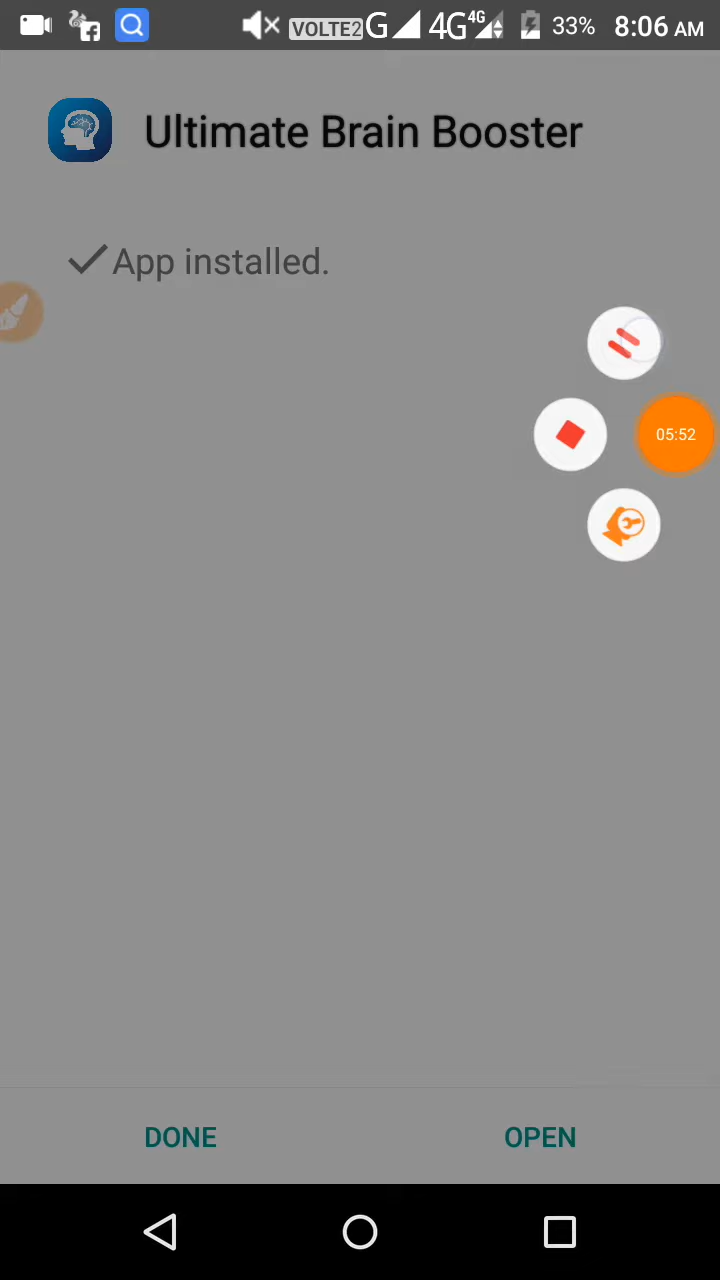 VOLTE2 G 4G 4G 33% 8:06 AM
Ultimate Brain Booster
App installed.
05:52
DONE OPEN